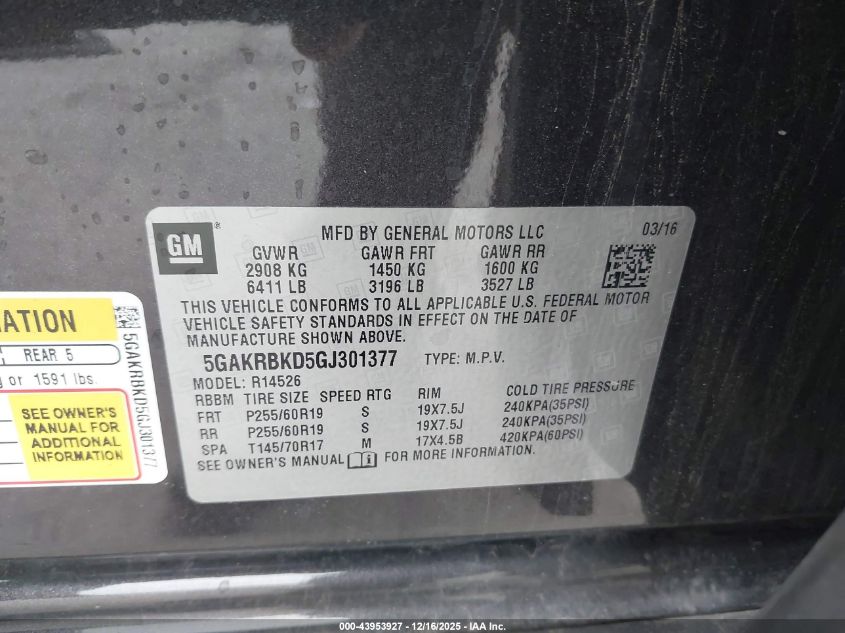 GM ®
MFD BY GENERAL MOTORS LLC 03/16
GVWR GAWR FRT GAWR RR
2908 KG 1450 KG 1600 KG
6411 LB 3196 LB 3527 LB
THIS VEHICLE CONFORMS TO ALL APPLICABLE U.S. FEDERAL MOTOR
VEHICLE SAFETY STANDARDS IN EFFECT ON THE DATE OF
MANUFACTURE SHOWN ABOVE.
5GAKRBKD5GJ301377 TYPE: M.P.V.
MODEL: R14526
RBBM TIRE SIZE SPEED RTG RIM COLD TIRE PRESSURE
FRT P255/60R19 S 19X7.5J 240KPA(35PSI)
RR P255/60R19 S 19X7.5J 240KPA(35PSI)
SPA T145/70R17 M 17X4.5B 420KPA(60PSI)
SEE OWNER'S MANUAL FOR MORE INFORMATION.
MATION
REAR 5
or 1591 lbs.
SEE OWNER'S
MANUAL FOR
ADDITIONAL
INFORMATION
5GAKRBKD5GJ301377
000-43953927 - 12/16/2025 - IAA Inc.